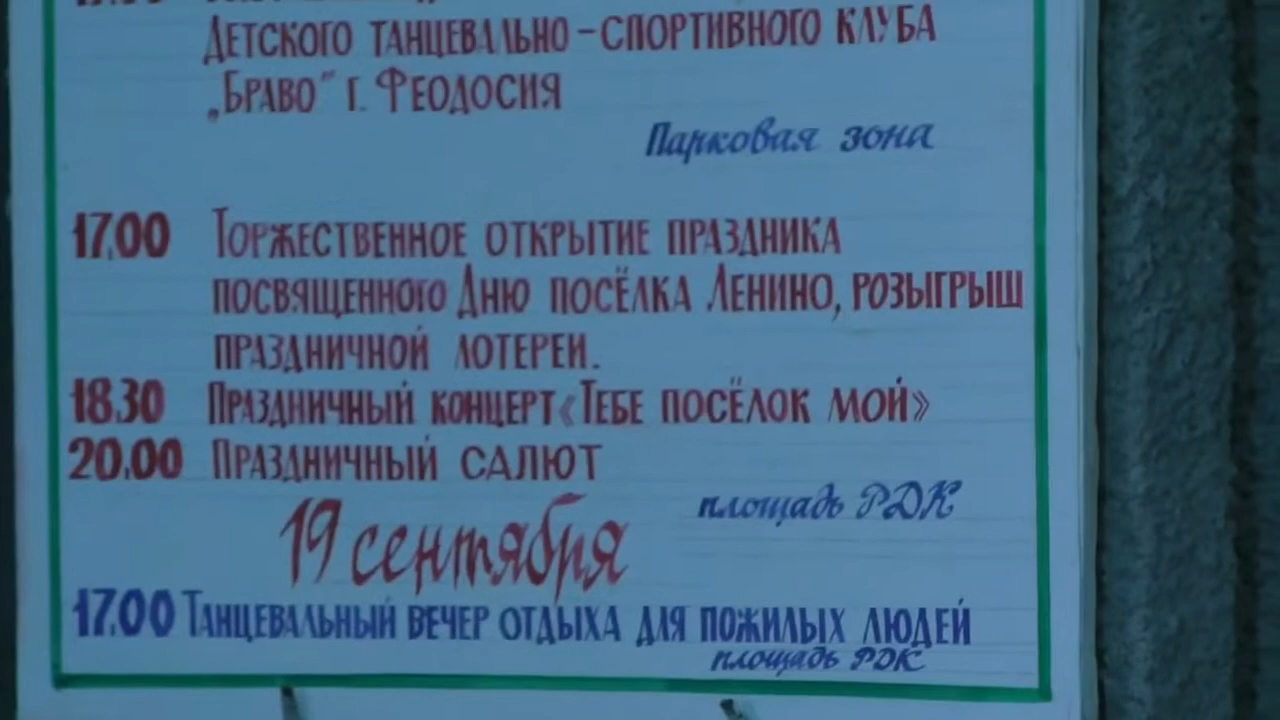 Детского танцевально-спортивного клуба
„Браво" г. Феодосия
Парковая зона
17.00 Торжественное открытие праздника
посвященного Дню посёлка Ленино, розыгрыш
праздничной лотереи.
18.30 Праздничный концерт «Тебе посёлок мой»
20.00 Праздничный салют
площадь РДК
19 сентября
17.00 Танцевальный вечер отдыха для пожилых людей
площадь РДК